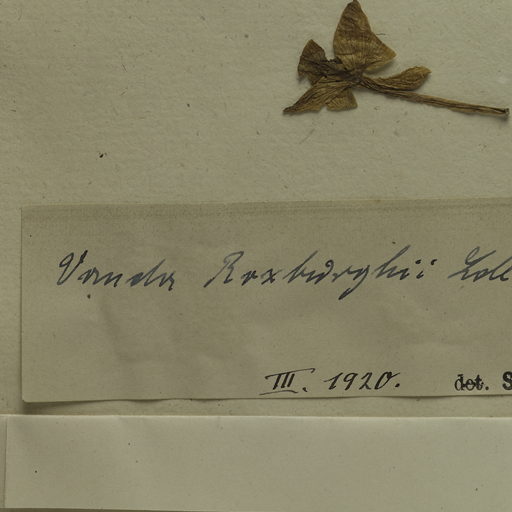 Vanda Roxburghii
III. 1920. det. S